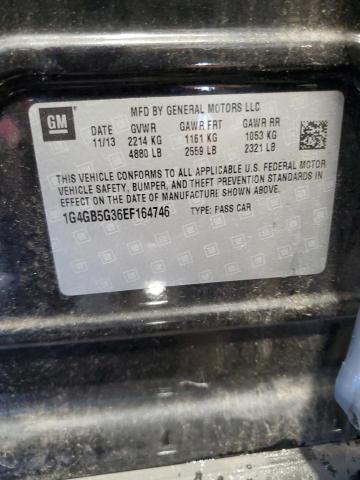 GM
MFD BY GENERAL MOTORS LLC
DATE GVWR GAWR FRT GAWR RR
11/13 2214 KG 1161 KG 1053 KG
4880 LB 2559 LB 2321 LB
THIS VEHICLE CONFORMS TO ALL APPLICABLE U.S. FEDERAL MOTOR
VEHICLE SAFETY, BUMPER, AND THEFT PREVENTION STANDARDS IN
EFFECT ON THE DATE OF MANUFACTURE SHOWN ABOVE.
1G4GB5G36EF164746 TYPE: PASS CAR